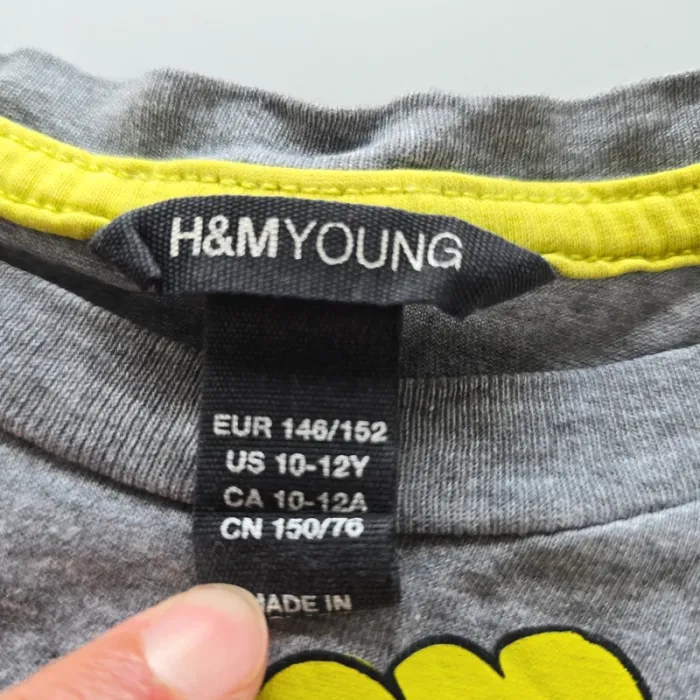 H&MYOUNG
EUR 146/152
US 10-12Y
CA 10-12A
CN 150/76
MADE IN